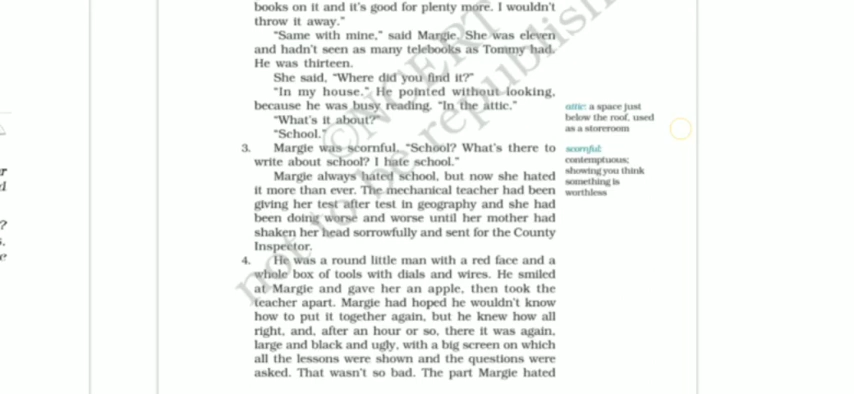 books on it and it's good for plenty more. I wouldn't
throw it away."
"Same with mine," said Margie. She was eleven
and hadn't seen as many telebooks as Tommy had.
He was thirteen.
She said, "Where did you find it?"
"In my house." He pointed without looking,
because he was busy reading. "In the attic."
"What's it about?"
"School."
3. Margie was scornful. "School? What's there to
write about school? I hate school."
Margie always hated school, but now she hated
it more than ever. The mechanical teacher had been
giving her test after test in geography and she had
been doing worse and worse until her mother had
shaken her head sorrowfully and sent for the County
Inspector.
4. He was a round little man with a red face and a
whole box of tools with dials and wires. He smiled
at Margie and gave her an apple, then took the
teacher apart. Margie had hoped he wouldn't know
how to put it together again, but he knew how all
right, and, after an hour or so, there it was again,
large and black and ugly, with a big screen on which
all the lessons were shown and the questions were
asked. That wasn't so bad. The part Margie hated
attic: a space just
below the roof, used
as a storeroom
scornful:
contemptuous;
showing you think
something is
worthless
©NCERT
not to be republish